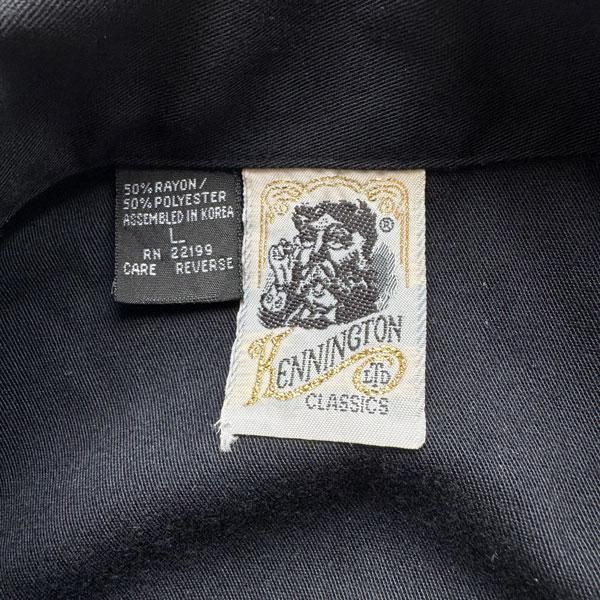 50% RAYON/
50% POLYESTER
ASSEMBLED IN KOREA
L
RN 22199
CARE REVERSE
®
KENNINGTON
LTD
CLASSICS